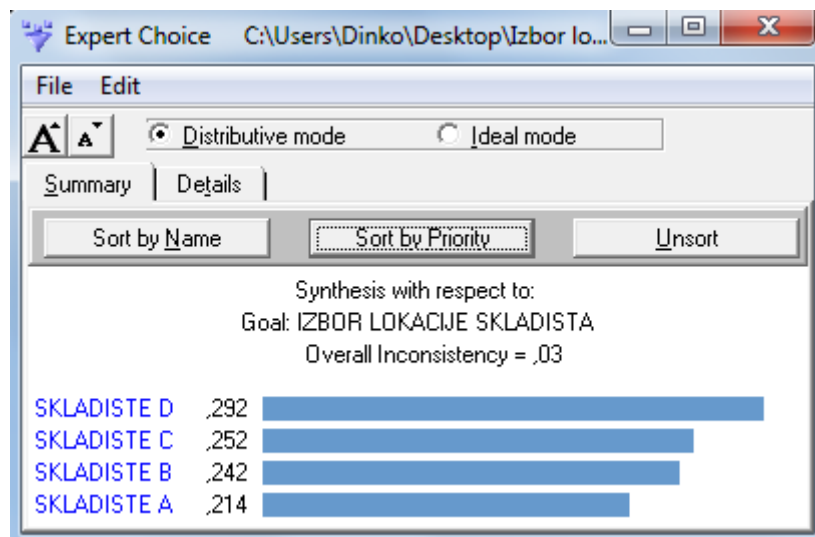 Expert Choice C:\Users\Dinko\Desktop\Izbor lo...
File Edit
A A Distributive mode Ideal mode
Summary Details
Sort by Name Sort by Priority Unsort
Synthesis with respect to:
Goal: IZBOR LOKACIJE SKLADISTA
Overall Inconsistency = ,03
SKLADISTE D ,292
SKLADISTE C ,252
SKLADISTE B ,242
SKLADISTE A ,214